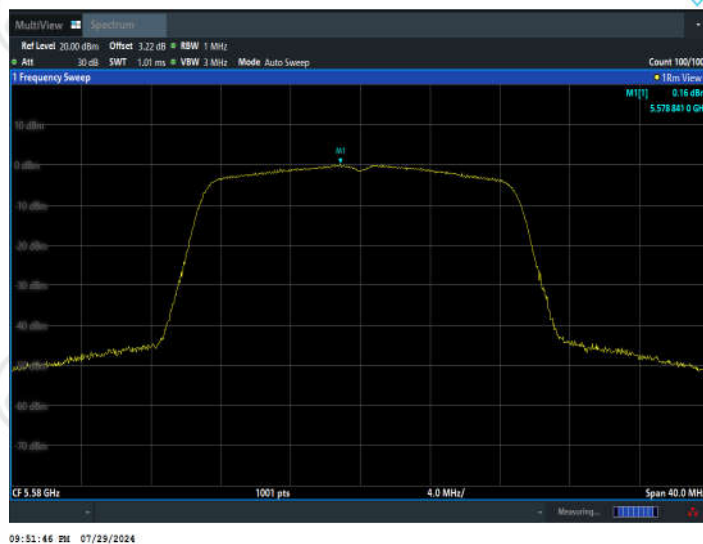 MultiView Spectrum
Ref Level 20.00 dBm Offset 3.22 dB RBW 1 MHz
Att 30 dB SWT 1.01 ms VBW 3 MHz Mode Auto Sweep Count 100/100
1 Frequency Sweep 1Rm View
M1[1] 0.16 dBm
5.578 841 0 GH
M1
10 dBm
0 dBm
-10 dBm
-20 dBm
-30 dBm
-40 dBm
-50 dBm
-60 dBm
-70 dBm
CF 5.58 GHz 1001 pts 4.0 MHz/ Span 40.0 MH
Measuring...
09:51:46 PM 07/29/2024